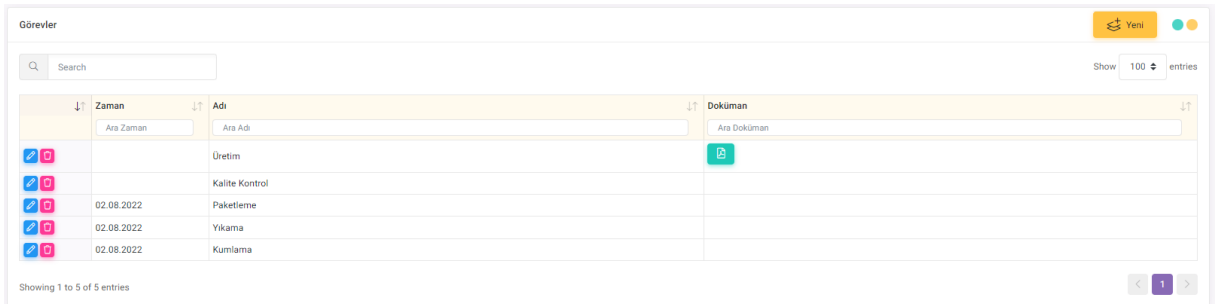 Görevler
Yeni
Search
Show 100 entries
Zaman Adı Doküman
Ara Zaman Ara Adı Ara Doküman
Üretim
Kalite Kontrol
02.08.2022 Paketleme
02.08.2022 Yıkama
02.08.2022 Kumlama
Showing 1 to 5 of 5 entries
< 1 >